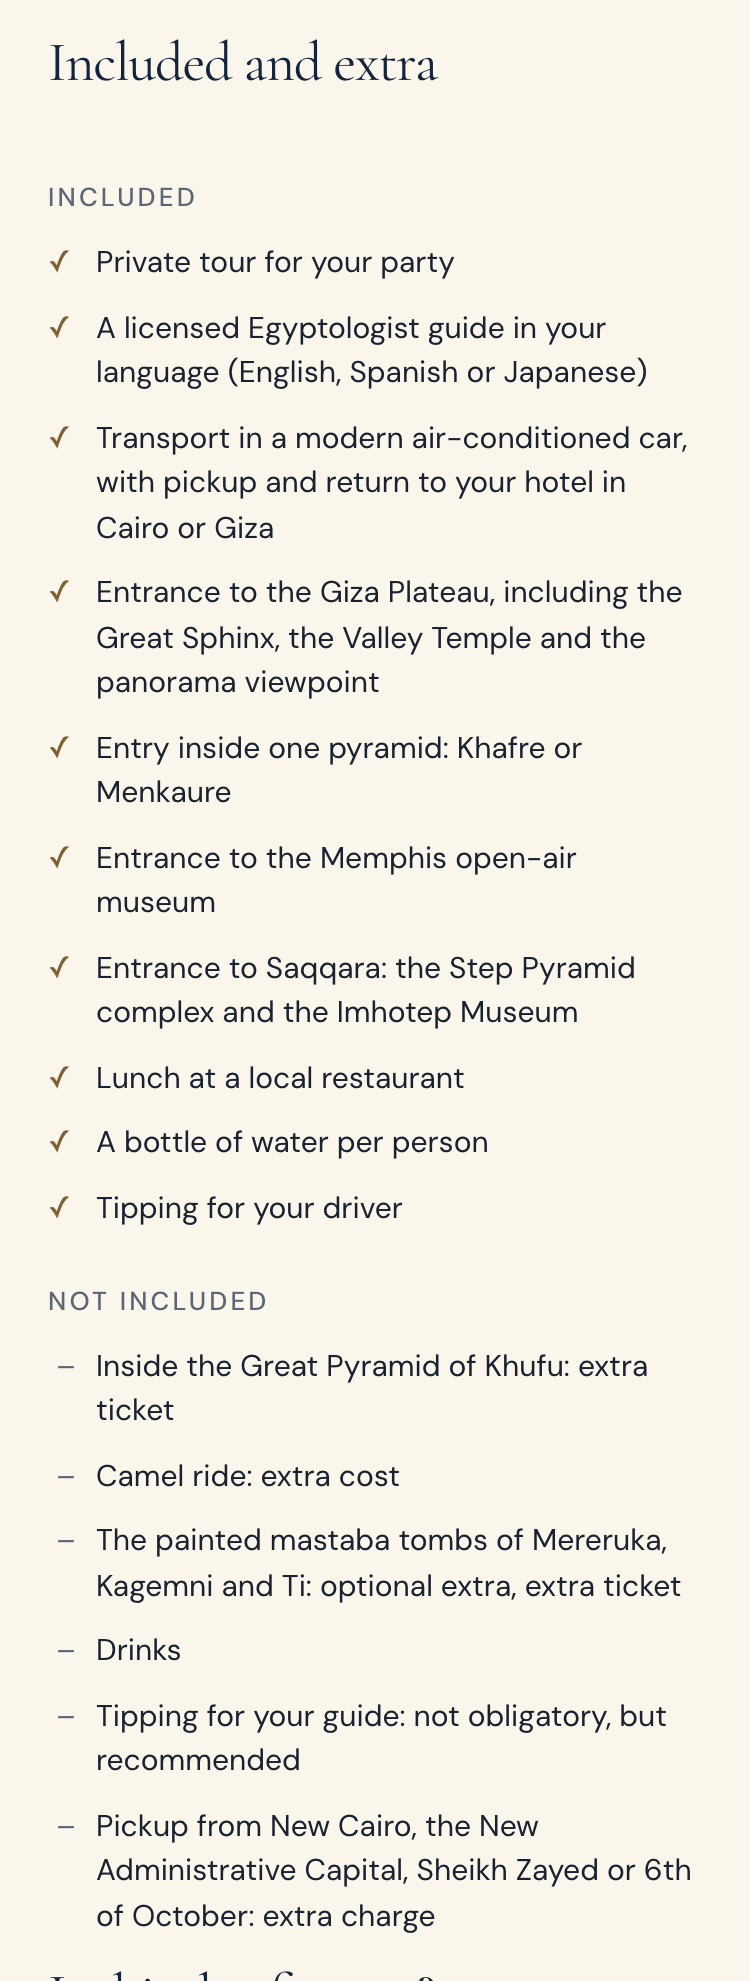 Included and extra
INCLUDED
✓ Private tour for your party
✓ A licensed Egyptologist guide in your
language (English, Spanish or Japanese)
✓ Transport in a modern air-conditioned car,
with pickup and return to your hotel in
Cairo or Giza
✓ Entrance to the Giza Plateau, including the
Great Sphinx, the Valley Temple and the
panorama viewpoint
✓ Entry inside one pyramid: Khafre or
Menkaure
✓ Entrance to the Memphis open-air
museum
✓ Entrance to Saqqara: the Step Pyramid
complex and the Imhotep Museum
✓ Lunch at a local restaurant
✓ A bottle of water per person
✓ Tipping for your driver
NOT INCLUDED
– Inside the Great Pyramid of Khufu: extra
ticket
– Camel ride: extra cost
– The painted mastaba tombs of Mereruka,
Kagemni and Ti: optional extra, extra ticket
– Drinks
– Tipping for your guide: not obligatory, but
recommended
– Pickup from New Cairo, the New
Administrative Capital, Sheikh Zayed or 6th
of October: extra charge